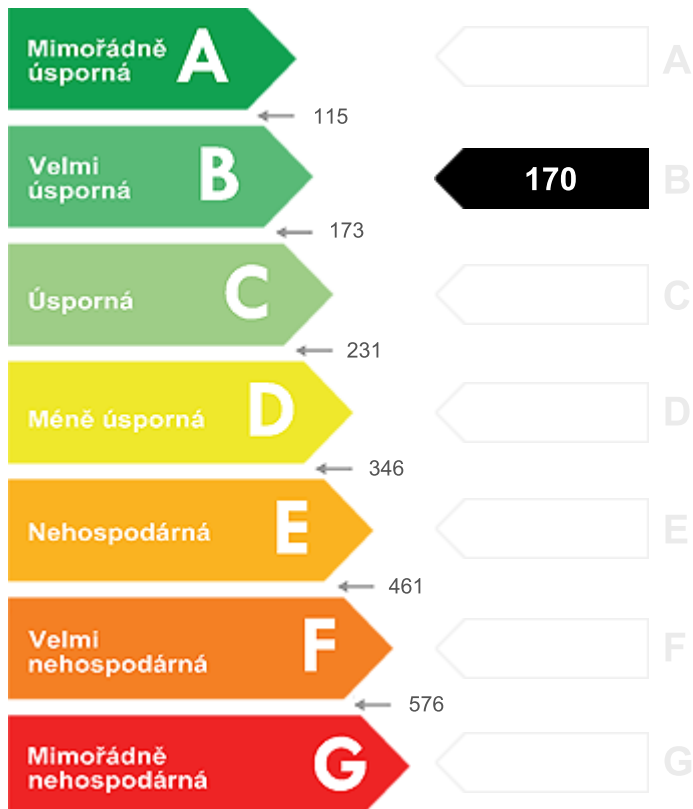 Mimořádně
úsporná
A
A
115
Velmi
úsporná
B
170
B
173
Úsporná
C
C
231
Méně úsporná
D
D
346
Nehospodárná
E
E
461
Velmi
nehospodárná
F
F
576
Mimořádně
nehospodárná
G
G